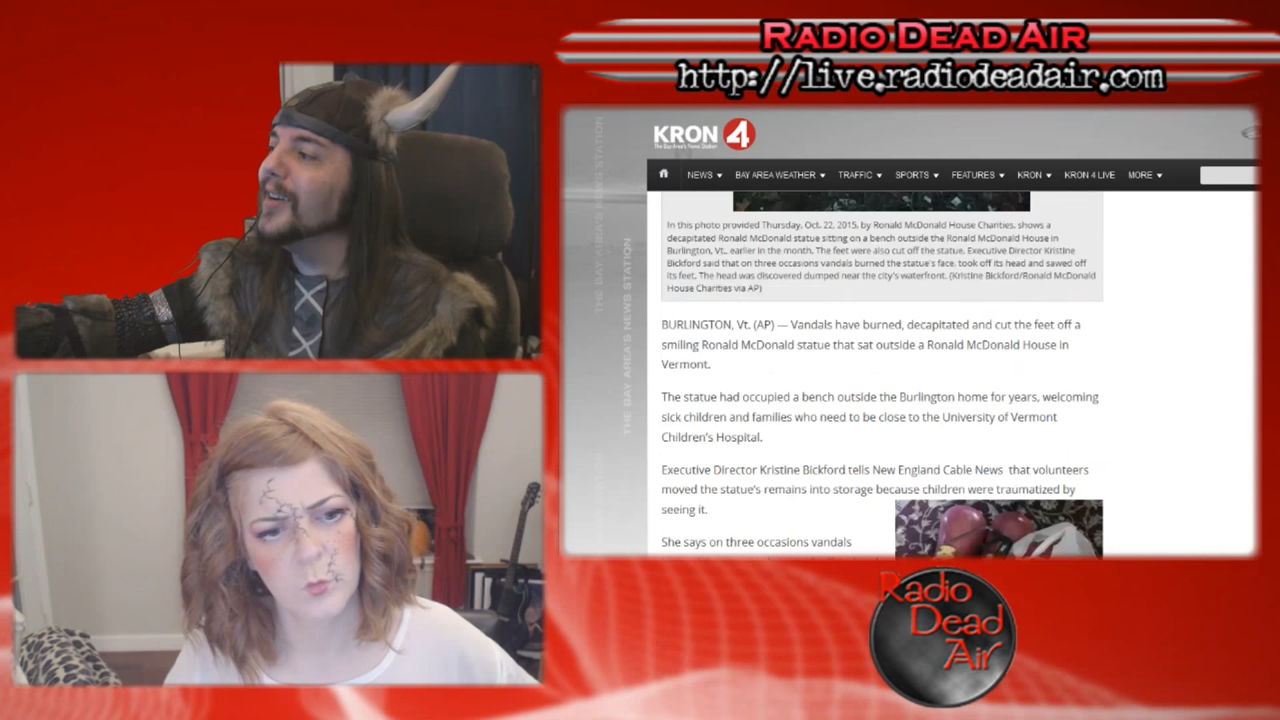 RADIO DEAD AIR
http://live.radiodeadair.com
KRON 4
The Bay Area's News Station
NEWS BAY AREA WEATHER TRAFFIC SPORTS FEATURES KRON KRON 4 LIVE MORE
In this photo provided Thursday, Oct. 22, 2015, by Ronald McDonald House Charities, shows a
decapitated Ronald McDonald statue sitting on a bench outside the Ronald McDonald House in
Burlington, Vt., earlier in the month. The feet were also cut off the statue. Executive Director Kristine
Bickford said that on three occasions vandals burned the statue's face, took off its head and sawed off
its feet. The head was discovered dumped near the city's waterfront. (Kristine Bickford/Ronald McDonald
House Charities via AP)
BURLINGTON, Vt. (AP) — Vandals have burned, decapitated and cut the feet off a
smiling Ronald McDonald statue that sat outside a Ronald McDonald House in
Vermont.
The statue had occupied a bench outside the Burlington home for years, welcoming
sick children and families who need to be close to the University of Vermont
Children's Hospital.
Executive Director Kristine Bickford tells New England Cable News that volunteers
moved the statue's remains into storage because children were traumatized by
seeing it.
She says on three occasions vandals
THE BAY AREA'S NEWS STATION
THE BAY AREA'S NEWS STATION
Radio
Dead
Air